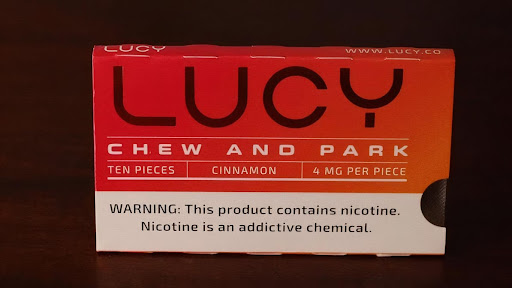 LUCY WWW.LUCY.CO
LUCY
CHEW AND PARK
TEN PIECES CINNAMON 4 MG PER PIECE
WARNING: This product contains nicotine.
Nicotine is an addictive chemical.